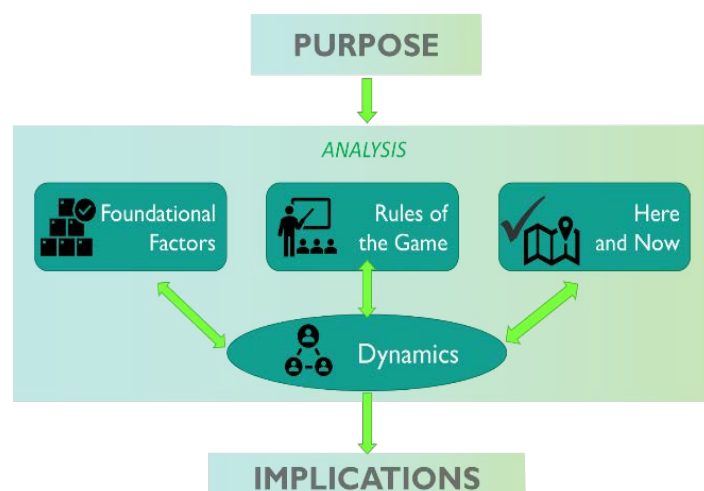 PURPOSE
ANALYSIS
Foundational
Factors
Rules of
the Game
Here
and Now
Dynamics
IMPLICATIONS